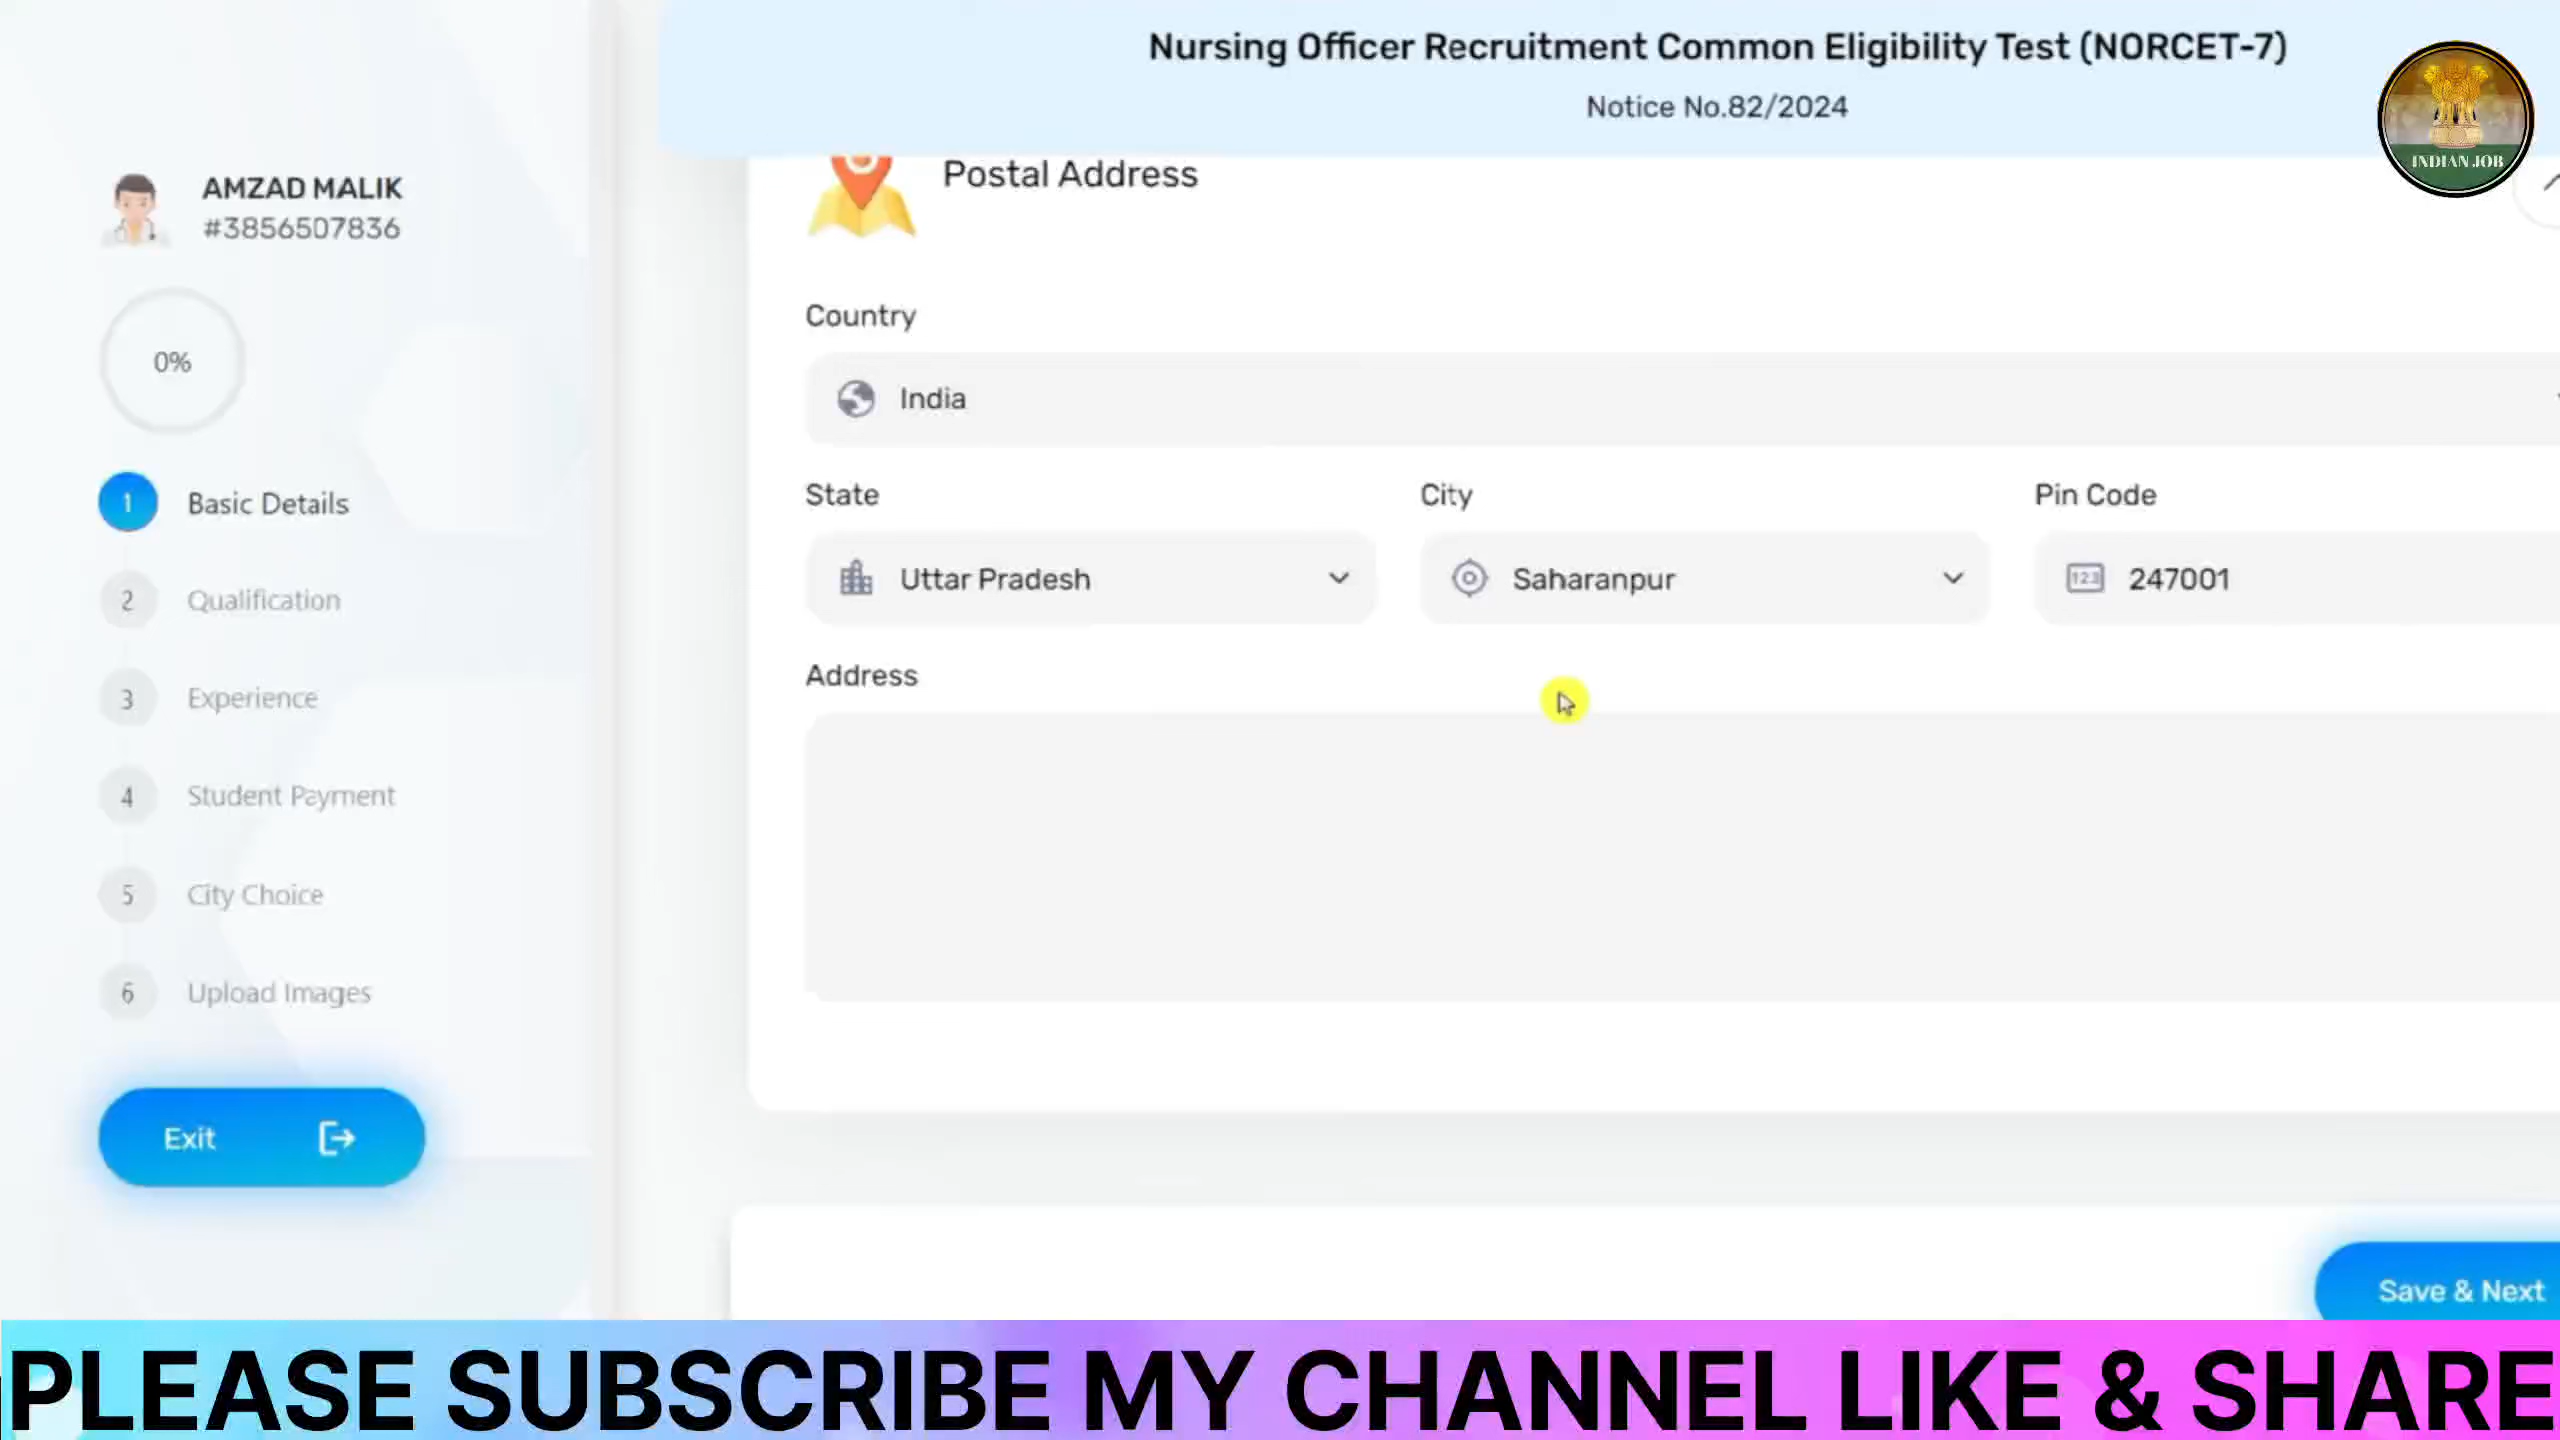 Nursing Officer Recruitment Common Eligibility Test (NORCET-7)
Notice No.82/2024
INDIAN JOB
AMZAD MALIK
#3856507836
0%
1 Basic Details
2 Qualification
3 Experience
4 Student Payment
5 City Choice
6 Upload Images
Exit
Postal Address
Country
India
State
City
Pin Code
Uttar Pradesh
Saharanpur
123
247001
Address
Save & Next
PLEASE SUBSCRIBE MY CHANNEL LIKE & SHARE